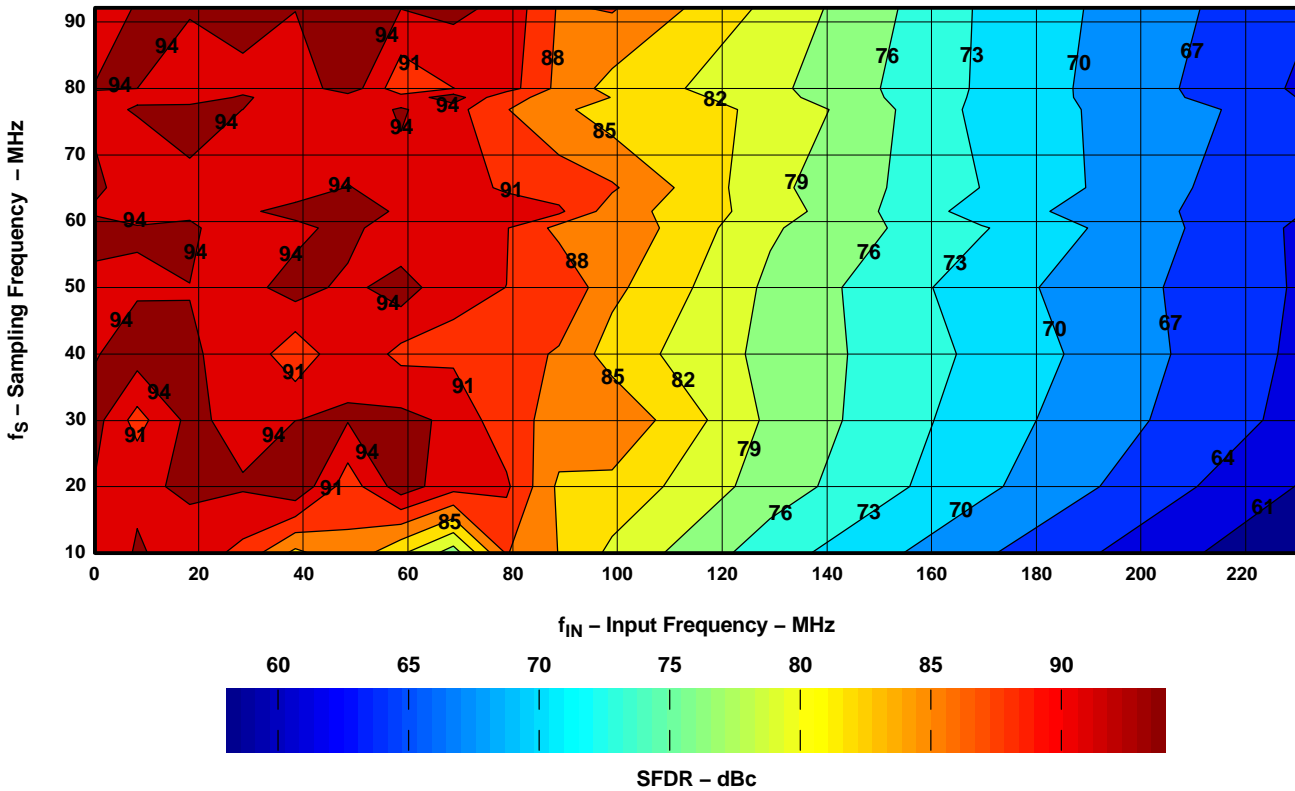 90
94 94 88 76 73 70 67
94 91
80
94 94 82
94 94 85
70
94 91 79
60
94
94 94 88 76 73
50
94
94 70 67
40
91 91 85 82
94
30
91 94 94 79 64
20
91 85 76 73 70 61
10
0 20 40 60 80 100 120 140 160 180 200 220
fS – Sampling Frequency – MHz
fIN – Input Frequency – MHz
60 65 70 75 80 85 90
SFDR – dBc